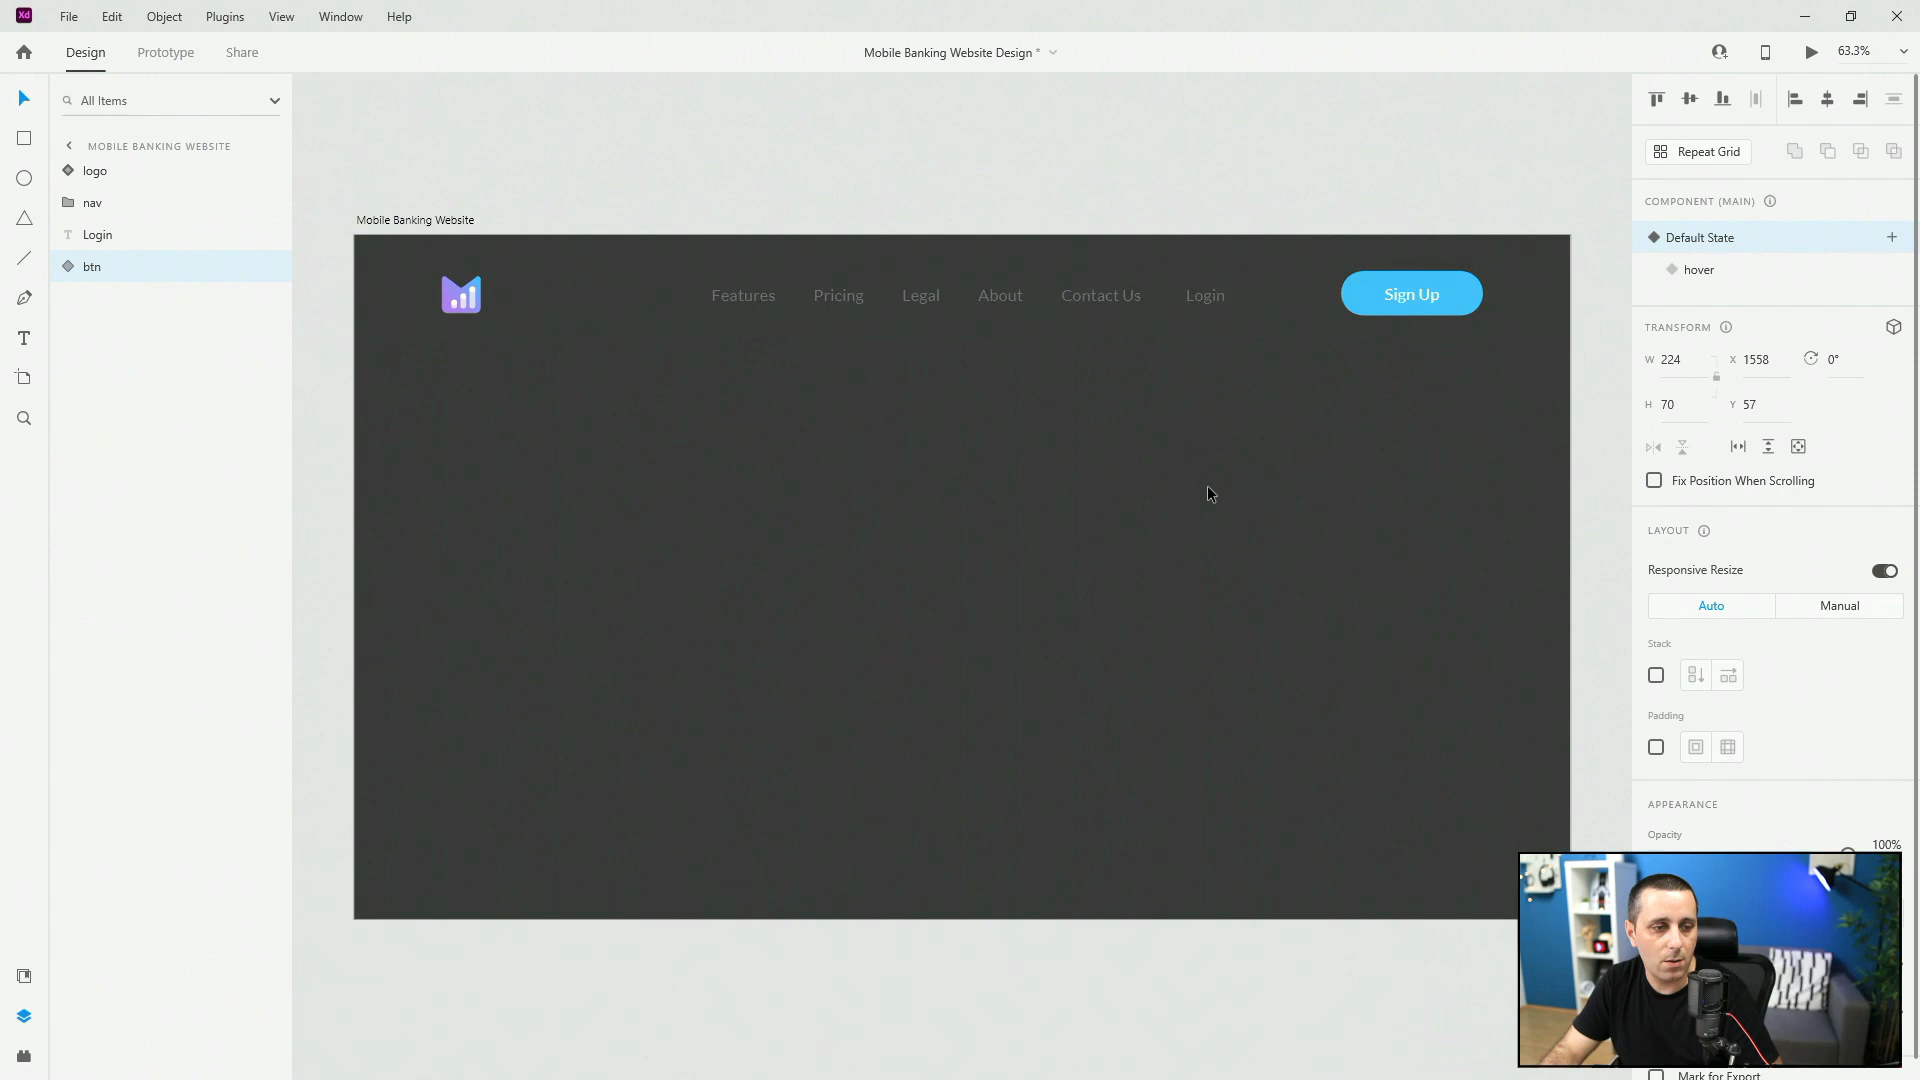 Xd File Edit Object Plugins View Window Help
Design Prototype Share Mobile Banking Website Design * 63.3%
All Items
MOBILE BANKING WEBSITE
logo
nav
T Login
btn
Mobile Banking Website
Features Pricing Legal About Contact Us Login Sign Up
Repeat Grid
COMPONENT (MAIN)
Default State +
hover
TRANSFORM
W 224 X 1558 0°
H 70 Y 57
Fix Position When Scrolling
LAYOUT
Responsive Resize
Auto Manual
Stack
Padding
APPEARANCE
Opacity
100%
Mark for Export